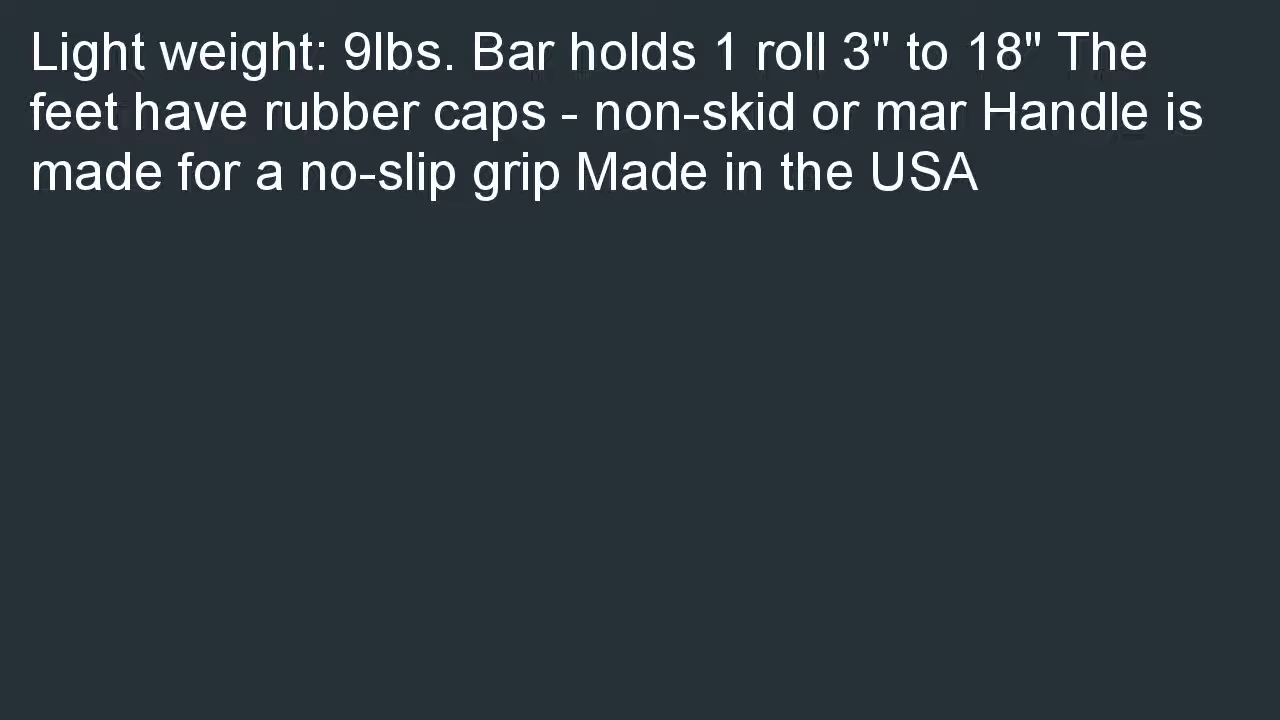 Light weight: 9lbs. Bar holds 1 roll 3" to 18" The
feet have rubber caps - non-skid or mar Handle is
made for a no-slip grip Made in the USA